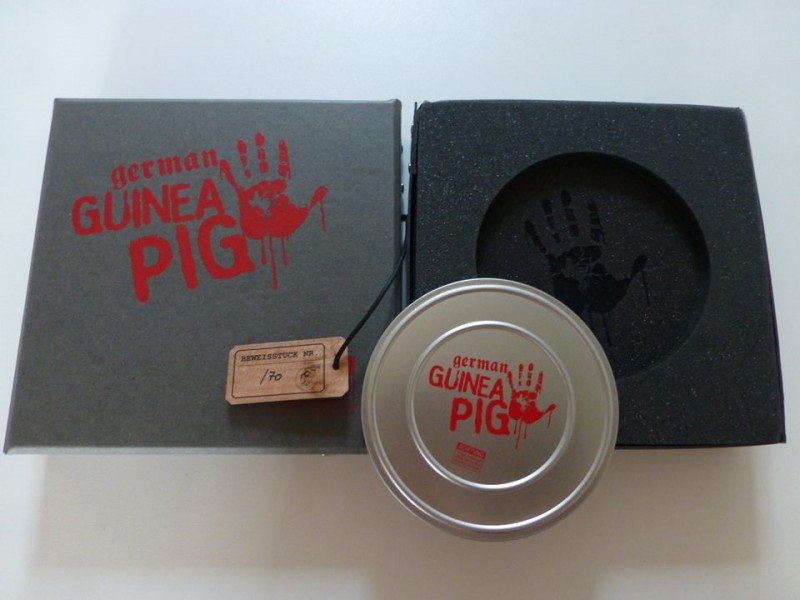 german
GUINEA
PIG
BEWEISSTÜCK NR.
/70
german
GUINEA
PIG